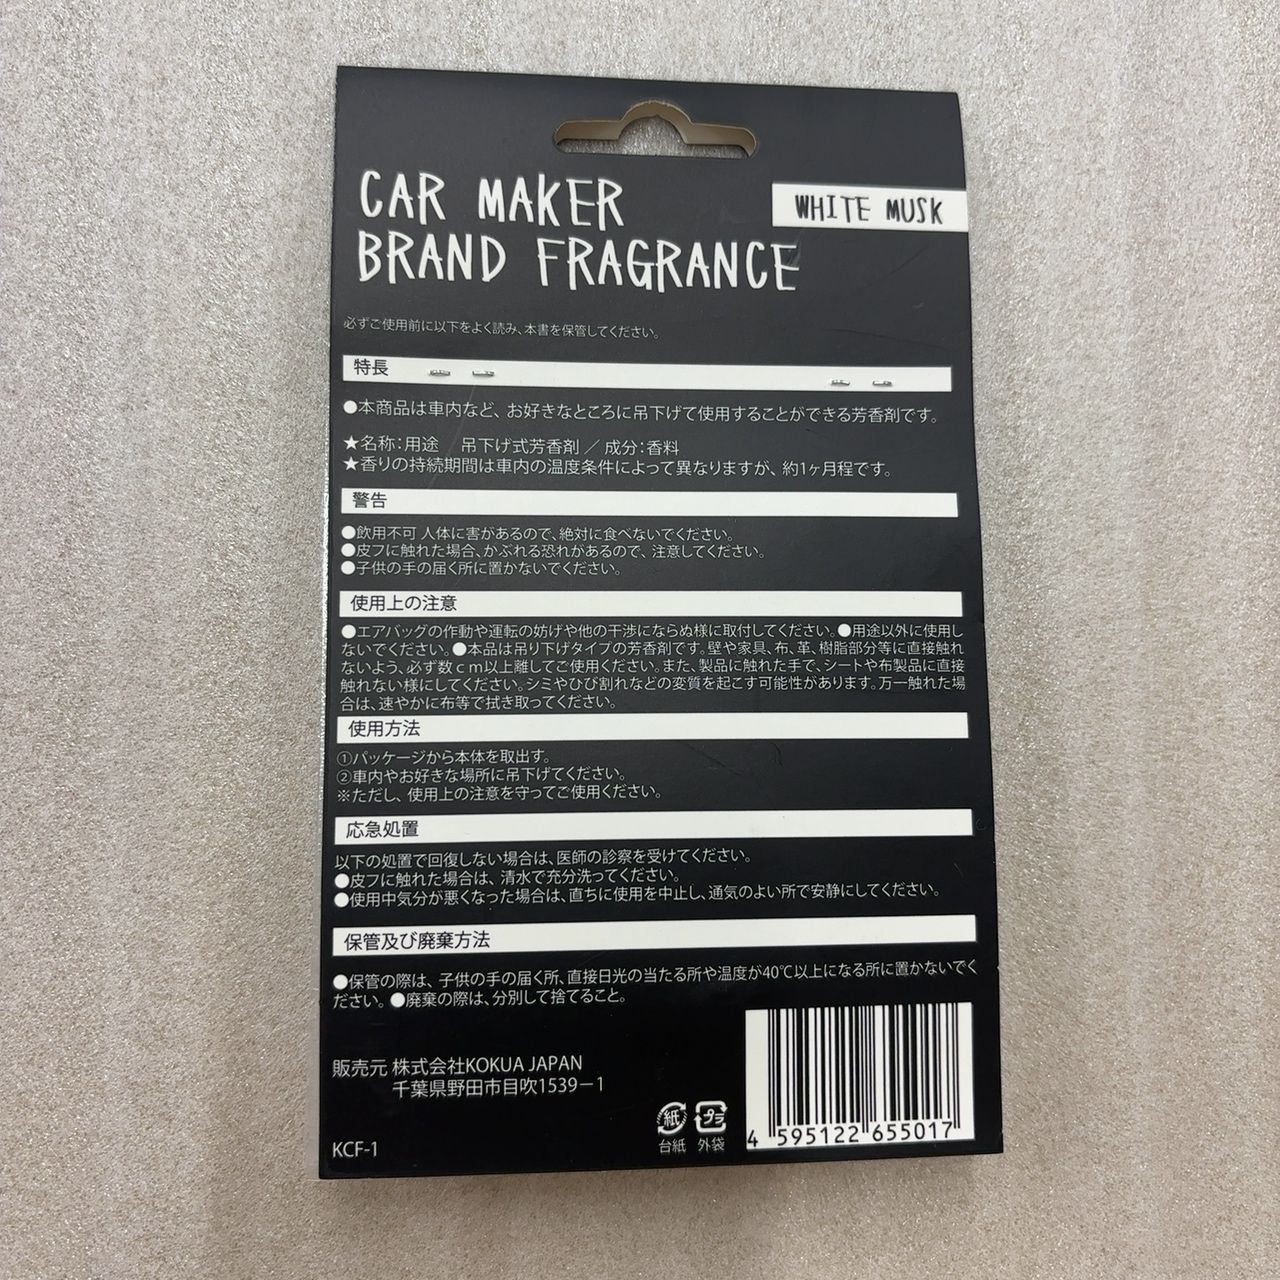 CAR MAKER
WHITE MUSK
BRAND FRAGRANCE
必ずご使用前に以下をよく読み、本書を保管してください。
特長
●本商品は車内など、お好きなところに吊下げて使用することができる芳香剤です。
★名称：用途　吊下げ式芳香剤 ／ 成分：香料
★香りの持続期間は車内の温度条件によって異なりますが、約1ヶ月程です。
警告
●飲用不可 人体に害があるので、絶対に食べないでください。
●皮フに触れた場合、かぶれる恐れがあるので、注意してください。
●子供の手の届く所に置かないでください。
使用上の注意
●エアバッグの作動や運転の妨げや他の干渉にならぬ様に取付してください。●用途以外に使用し
ないでください。●本品は吊り下げタイプの芳香剤です。壁や家具、布、革、樹脂部分等に直接触れ
ないよう、必ず数ｃｍ以上離してご使用ください。また、製品に触れた手で、シートや布製品に直接
触れない様にしてください。シミやひび割れなどの変質を起こす可能性があります。万一触れた場
合は、速やかに布等で拭き取ってください。
使用方法
①パッケージから本体を取出す。
②車内やお好きな場所に吊下げてください。
※ただし、使用上の注意を守ってご使用ください。
応急処置
以下の処置で回復しない場合は、医師の診察を受けてください。
●皮フに触れた場合は、清水で充分洗ってください。
●使用中気分が悪くなった場合は、直ちに使用を中止し、通気のよい所で安静にしてください。
保管及び廃棄方法
●保管の際は、子供の手の届く所、直接日光の当たる所や温度が40℃以上になる所に置かないでく
ださい。●廃棄の際は、分別して捨てること。
販売元 株式会社KOKUA JAPAN
千葉県野田市目吹1539－1
紙 プラ
台紙 外袋
4 595122 655017
KCF-1